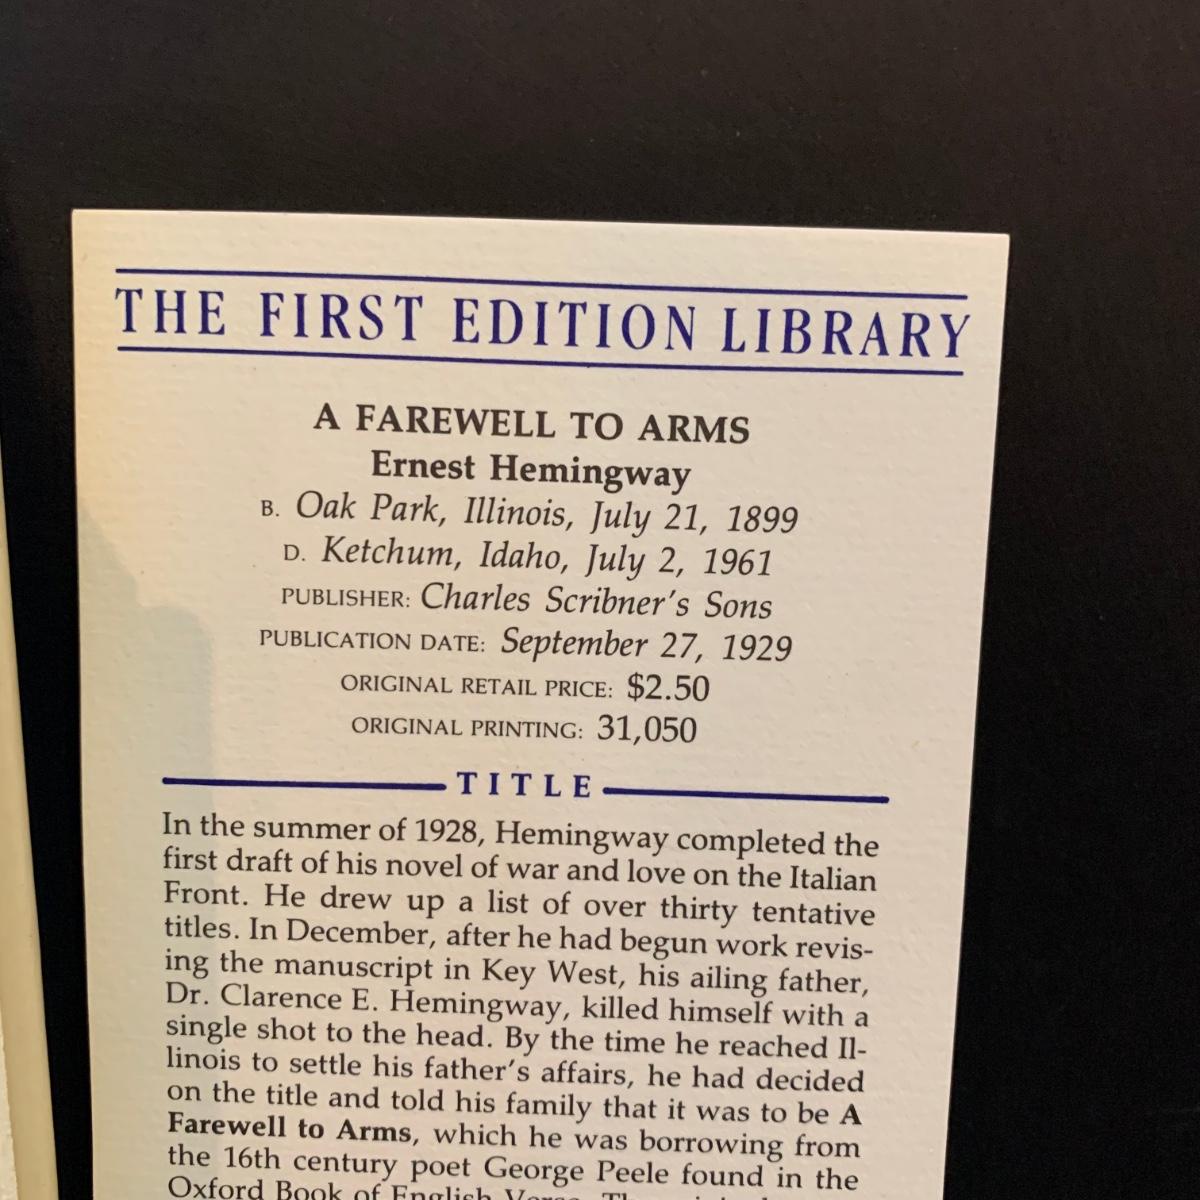 THE FIRST EDITION LIBRARY
A FAREWELL TO ARMS
Ernest Hemingway
B. Oak Park, Illinois, July 21, 1899
D. Ketchum, Idaho, July 2, 1961
PUBLISHER: Charles Scribner's Sons
PUBLICATION DATE: September 27, 1929
ORIGINAL RETAIL PRICE: $2.50
ORIGINAL PRINTING: 31,050
TITLE
In the summer of 1928, Hemingway completed the
first draft of his novel of war and love on the Italian
Front. He drew up a list of over thirty tentative
titles. In December, after he had begun work revis-
ing the manuscript in Key West, his ailing father,
Dr. Clarence E. Hemingway, killed himself with a
single shot to the head. By the time he reached Il-
linois to settle his father's affairs, he had decided
on the title and told his family that it was to be A
Farewell to Arms, which he was borrowing from
the 16th century poet George Peele found in the
Oxford Book of English Verse.